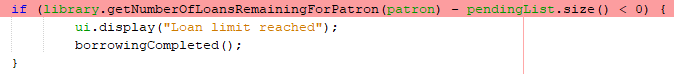 if (library.getNumberOfLoansRemainingForPatron(patron) - pendingList.size() < 0) {
ui.display("Loan limit reached");
borrowingCompleted();
}